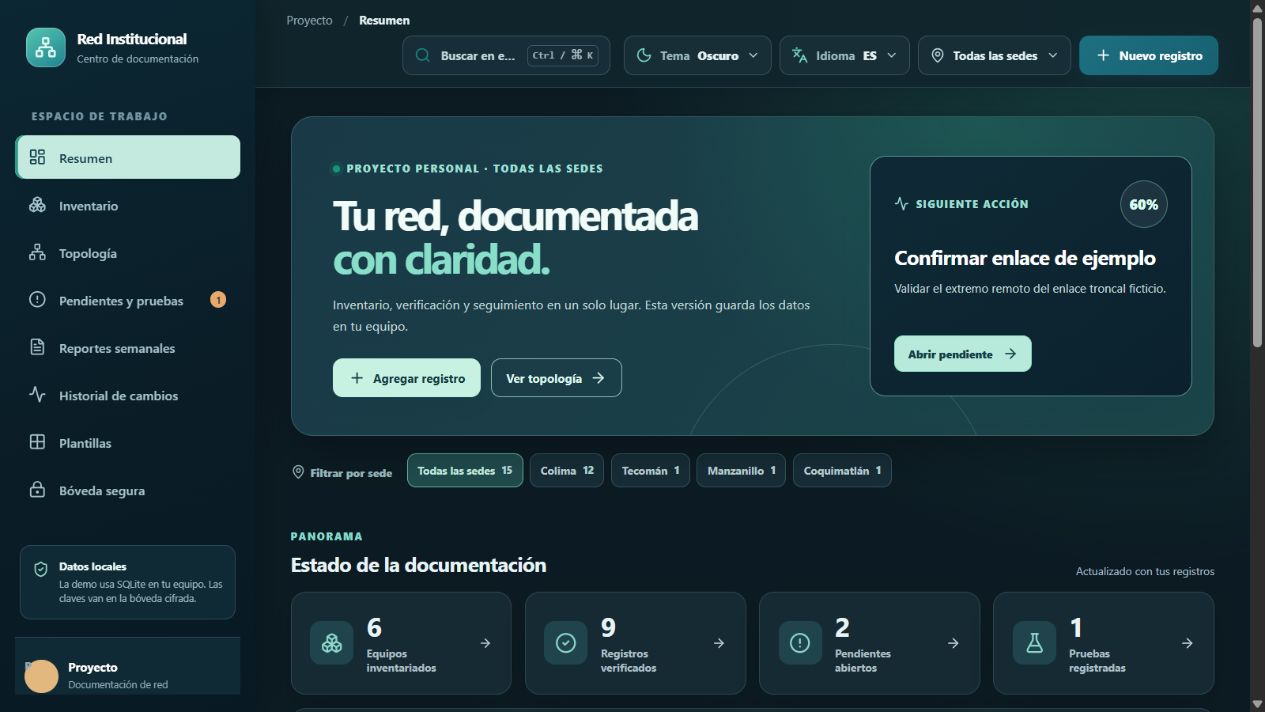 Red Institucional
Centro de documentación
ESPACIO DE TRABAJO
Resumen
Inventario
Topología
Pendientes y pruebas 1
Reportes semanales
Historial de cambios
Plantillas
Bóveda segura
Datos locales
La demo usa SQLite en tu equipo. Las
claves van en la bóveda cifrada.
Proyecto
Documentación de red
Proyecto / Resumen
Buscar en e... Ctrl / ⌘ K
Tema Oscuro
Idioma ES
Todas las sedes
Nuevo registro
PROYECTO PERSONAL · TODAS LAS SEDES
Tu red, documentada
con claridad.
Inventario, verificación y seguimiento en un solo lugar. Esta versión guarda los datos
en tu equipo.
Agregar registro
Ver topología
SIGUIENTE ACCIÓN
60%
Confirmar enlace de ejemplo
Validar el extremo remoto del enlace troncal ficticio.
Abrir pendiente
Filtrar por sede
Todas las sedes 15
Colima 12
Tecomán 1
Manzanillo 1
Coquimatlán 1
PANORAMA
Estado de la documentación
Actualizado con tus registros
6
Equipos
inventariados
9
Registros
verificados
2
Pendientes
abiertos
1
Pruebas
registradas